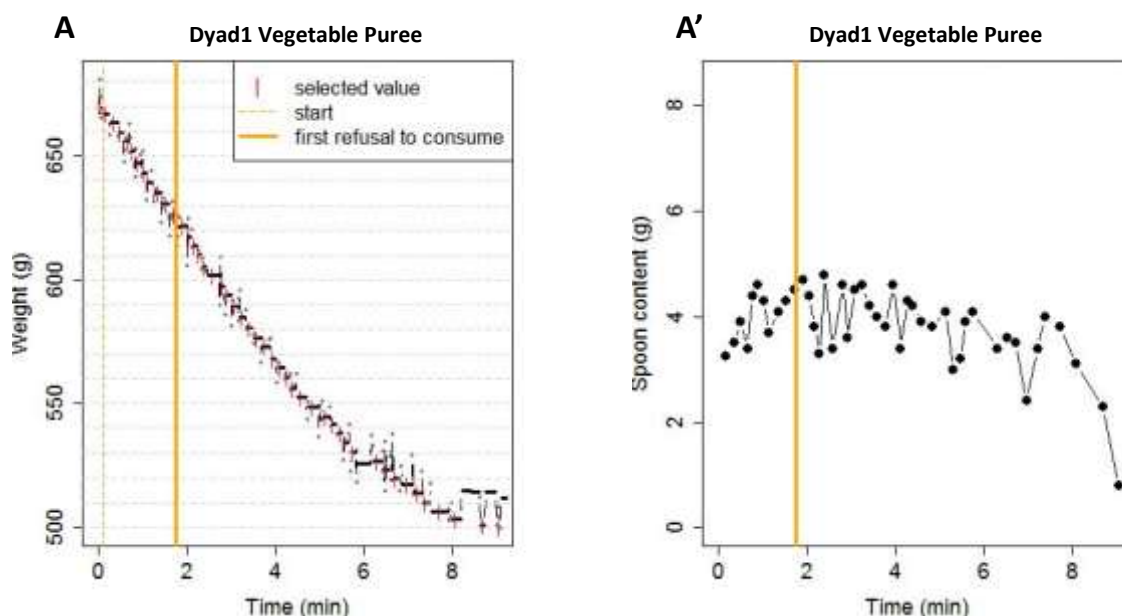 A
Dyad1 Vegetable Puree
selected value
start
first refusal to consume
Weight (g)
650
600
550
500
0 2 4 6 8
Time (min)
A’
Dyad1 Vegetable Puree
Spoon content (g)
8
6
4
2
0
0 2 4 6 8
Time (min)